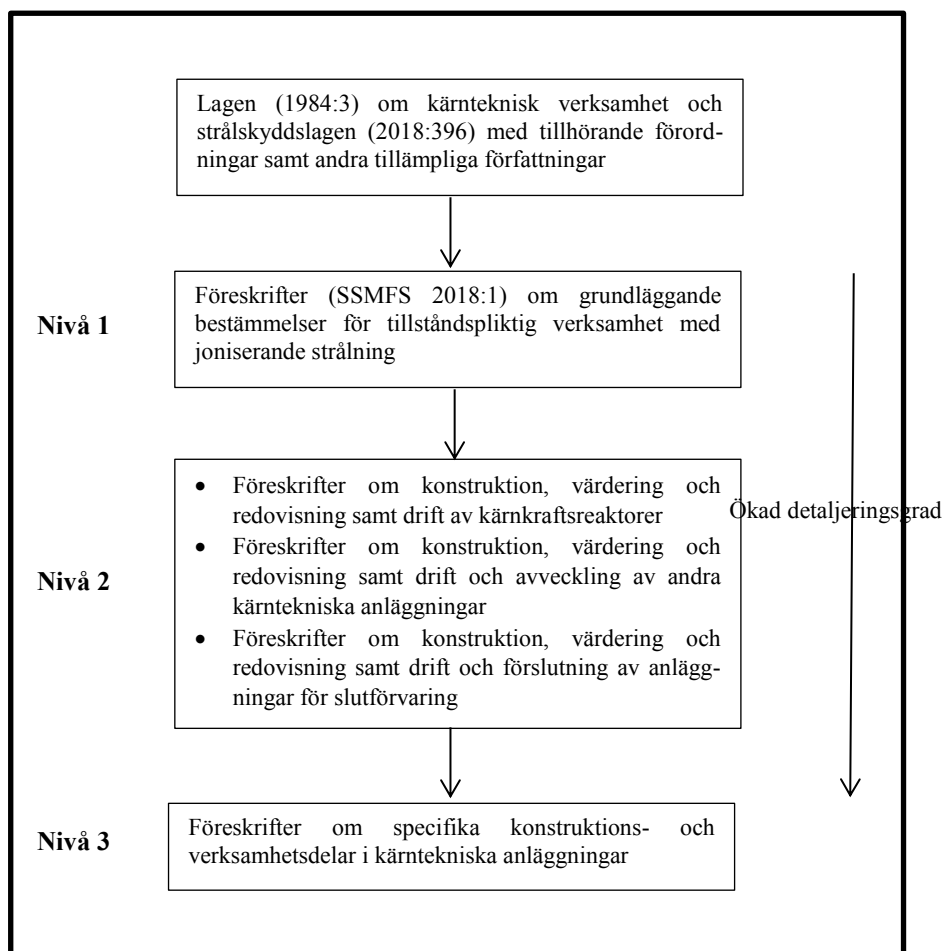 Lagen (1984:3) om kärnteknisk verksamhet och
strålskyddslagen (2018:396) med tillhörande förord-
ningar samt andra tillämpliga författningar
Nivå 1
Föreskrifter (SSMFS 2018:1) om grundläggande
bestämmelser för tillståndspliktig verksamhet med
joniserande strålning
Nivå 2
• Föreskrifter om konstruktion, värdering och
redovisning samt drift av kärnkraftsreaktorer
• Föreskrifter om konstruktion, värdering och
redovisning samt drift och avveckling av andra
kärntekniska anläggningar
• Föreskrifter om konstruktion, värdering och
redovisning samt drift och förslutning av anlägg-
ningar för slutförvaring
Ökad detaljeringsgrad
Nivå 3
Föreskrifter om specifika konstruktions- och
verksamhetsdelar i kärntekniska anläggningar